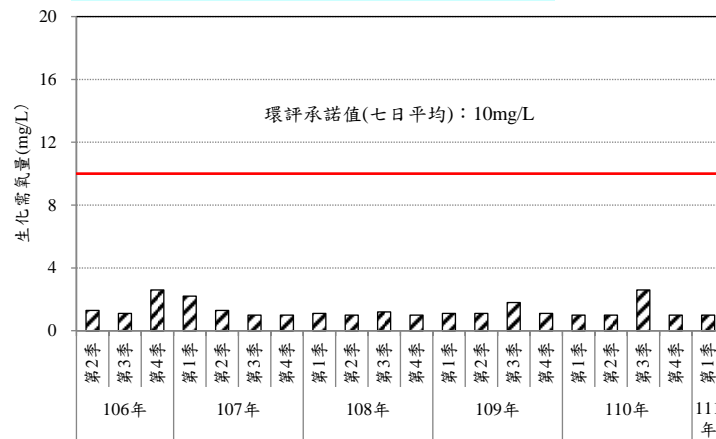 20
16
環評承諾值(七日平均)：10mg/L
12
生化需氧量(mg/L)
8
4
0
第2季 第3季 第4季 第1季 第2季 第3季 第4季 第1季 第2季 第3季 第4季 第1季 第2季 第3季 第4季 第1季 第2季 第3季 第4季 第1季
106年 107年 108年 109年 110年 111
年